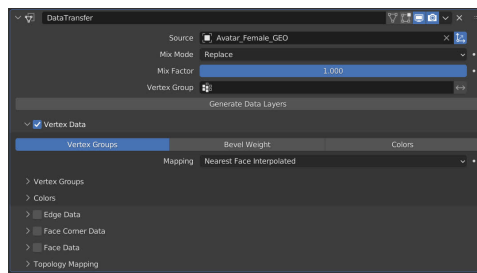 DataTransfer
Source Avatar_Female_GEO
Mix Mode Replace
Mix Factor 1.000
Vertex Group
Generate Data Layers
Vertex Data
Vertex Groups Bevel Weight Colors
Mapping Nearest Face Interpolated
Vertex Groups
Colors
Edge Data
Face Corner Data
Face Data
Topology Mapping